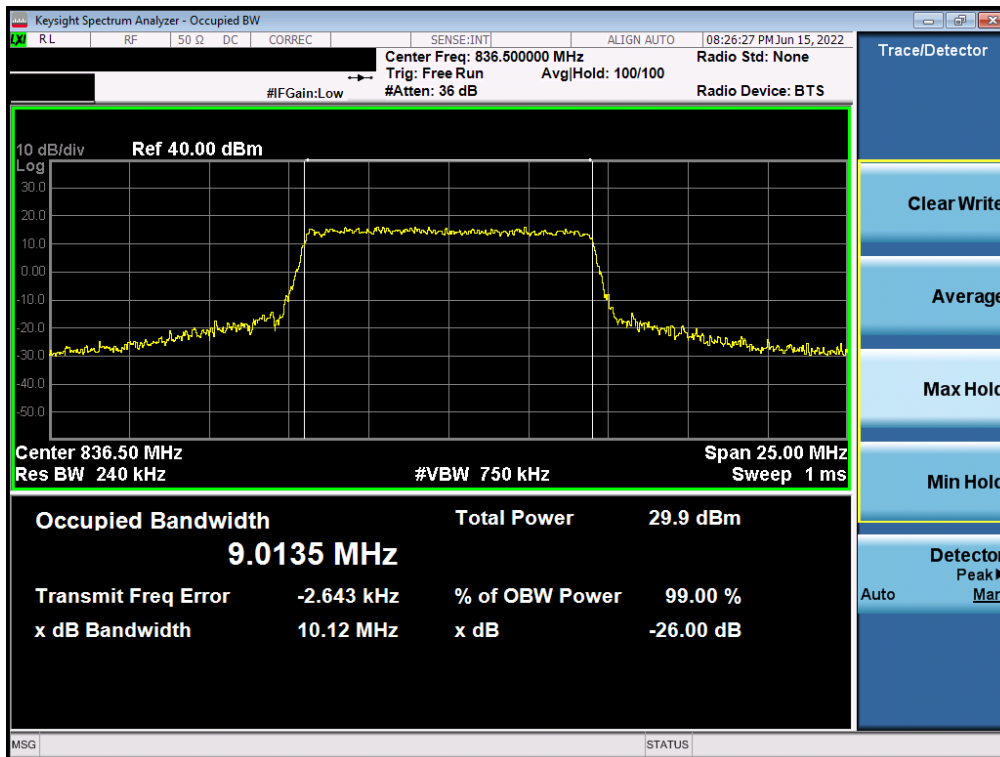 Keysight Spectrum Analyzer - Occupied BW
LXI RL RF 50 Ω DC CORREC SENSE:INT ALIGN AUTO 08:26:27 PM Jun 15, 2022
Center Freq: 836.500000 MHz Radio Std: None
Trig: Free Run Avg|Hold: 100/100
#IFGain:Low #Atten: 36 dB Radio Device: BTS
Trace/Detector
10 dB/div Ref 40.00 dBm
Log
30.0
20.0
10.0
0.00
-10.0
-20.0
-30.0
-40.0
-50.0
Center 836.50 MHz Span 25.00 MHz
Res BW 240 kHz #VBW 750 kHz Sweep 1 ms
Occupied Bandwidth Total Power 29.9 dBm
9.0135 MHz
Transmit Freq Error -2.643 kHz % of OBW Power 99.00 %
x dB Bandwidth 10.12 MHz x dB -26.00 dB
Clear Write
Average
Max Hold
Min Hold
Detector
Peak
Auto Man
MSG STATUS